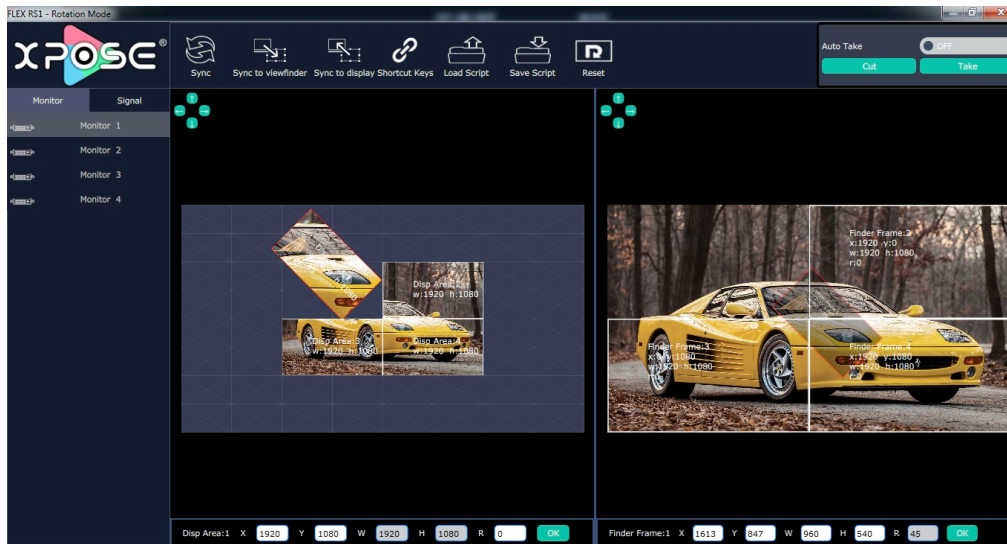 FLEX RS1 - Rotation Mode
XPOSE®
Sync
Sync to viewfinder
Sync to display
Shortcut Keys
Load Script
Save Script
Reset
Auto Take
OFF
Cut
Take
Monitor
Signal
Monitor 1
Monitor 2
Monitor 3
Monitor 4
Disp Area:2
w:1920 h:1080
Disp Area:3
w:1920 h:1080
Disp Area:4
w:1920 h:1080
Finder Frame:2
x:1920 y:0
w:1920 h:1080
r:0
Finder Frame:3
x:0 y:1080
w:1920 h:1080
Finder Frame:4
x:1920 y:1080
w:1920 h:1080
r:0
Disp Area:1 X 1920 Y 1080 W 1920 H 1080 R 0 OK
Finder Frame:1 X 1613 Y 847 W 960 H 540 R 45 OK